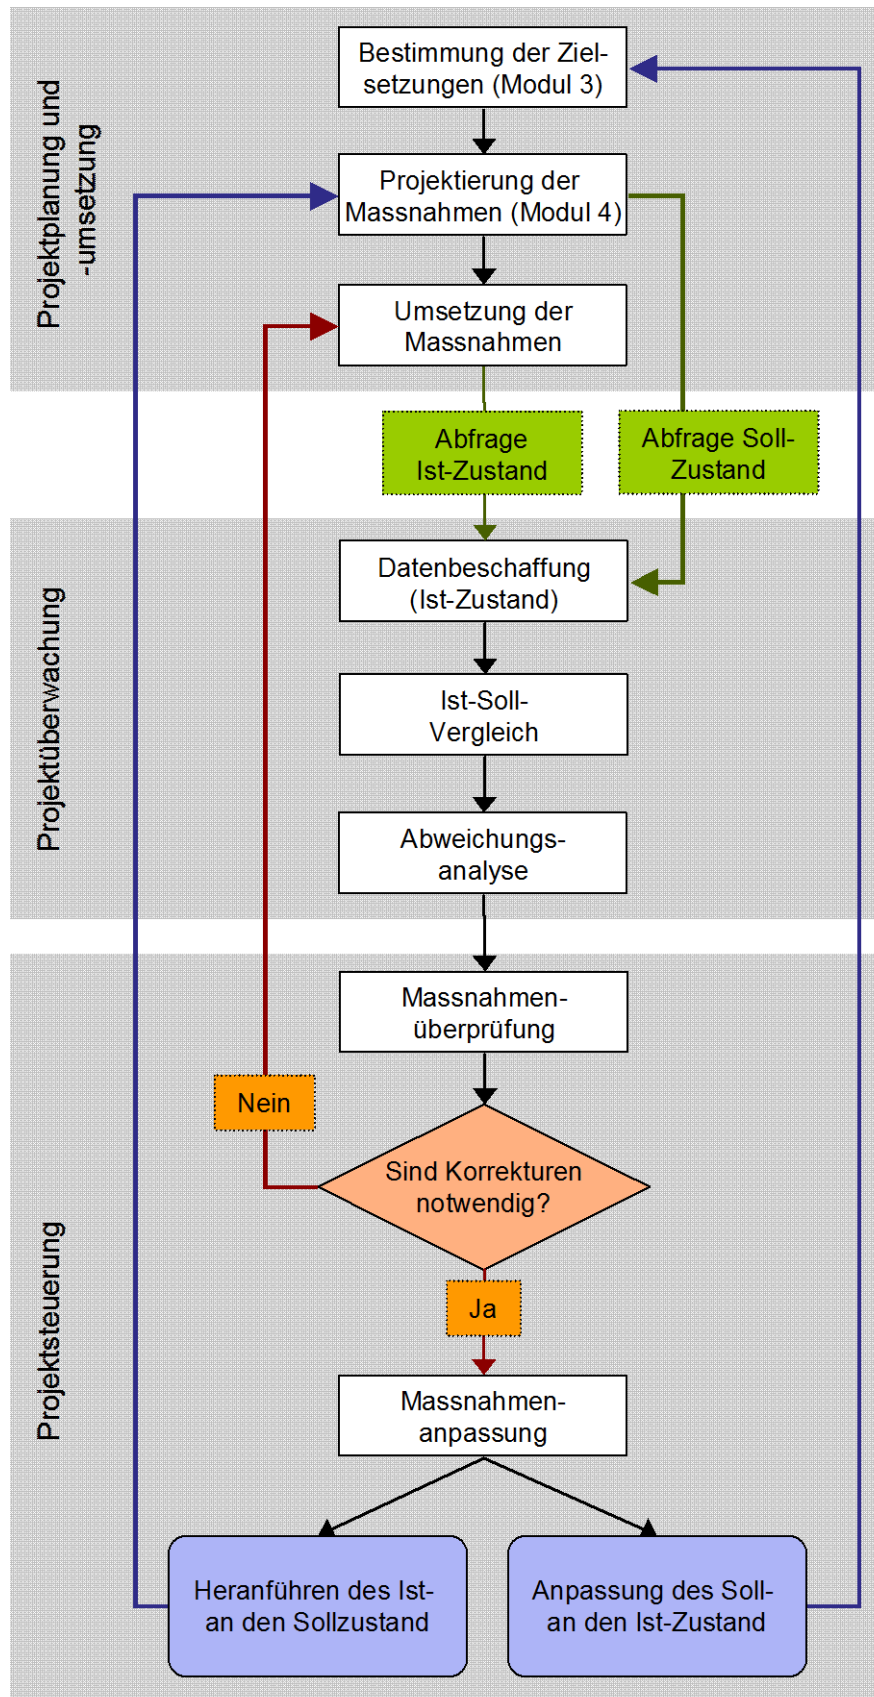 Projektplanung und
-umsetzung
Bestimmung der Ziel-
setzungen (Modul 3)
Projektierung der
Massnahmen (Modul 4)
Umsetzung der
Massnahmen
Abfrage
Ist-Zustand
Abfrage Soll-
Zustand
Projektüberwachung
Datenbeschaffung
(Ist-Zustand)
Ist-Soll-
Vergleich
Abweichungs-
analyse
Projektsteuerung
Massnahmen-
überprüfung
Nein
Sind Korrekturen
notwendig?
Ja
Massnahmen-
anpassung
Heranführen des Ist-
an den Sollzustand
Anpassung des Soll-
an den Ist-Zustand